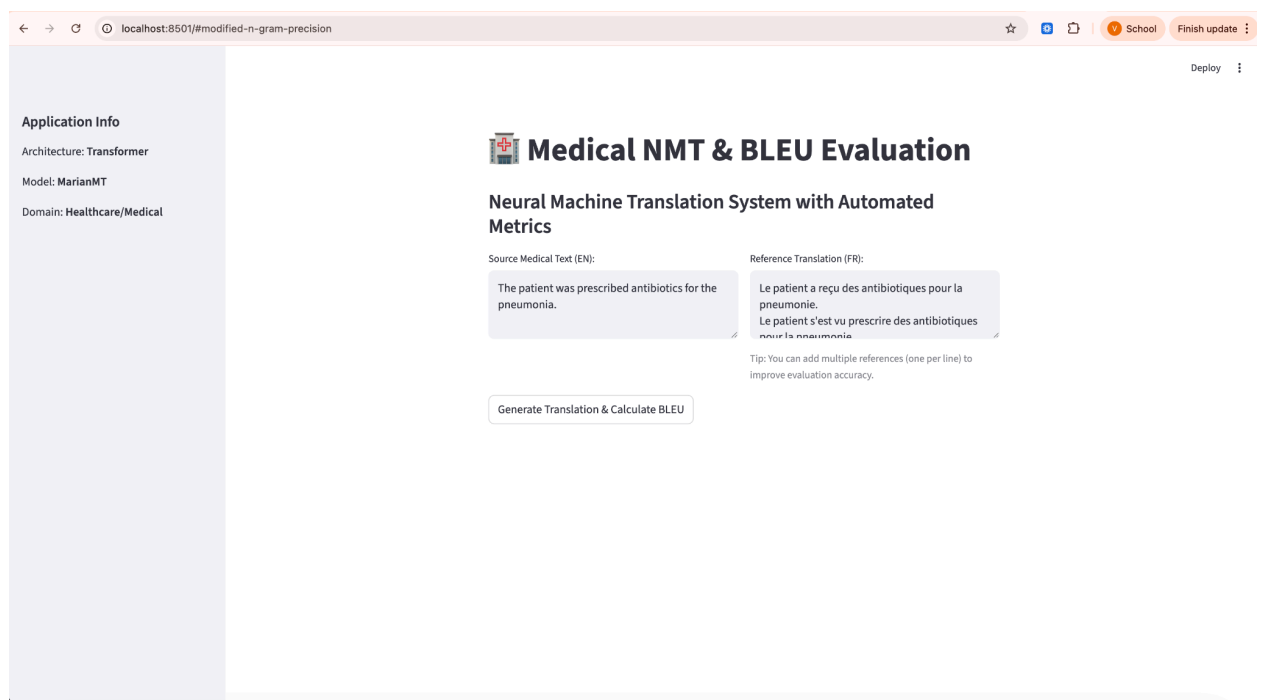 localhost:8501/#modified-n-gram-precision
V School
Finish update
Deploy
Application Info
Architecture: Transformer
Model: MarianMT
Domain: Healthcare/Medical
Medical NMT & BLEU Evaluation
Neural Machine Translation System with Automated
Metrics
Source Medical Text (EN):
The patient was prescribed antibiotics for the
pneumonia.
Reference Translation (FR):
Le patient a reçu des antibiotiques pour la
pneumonie.
Le patient s'est vu prescrire des antibiotiques
pour la pneumonie
Tip: You can add multiple references (one per line) to
improve evaluation accuracy.
Generate Translation & Calculate BLEU